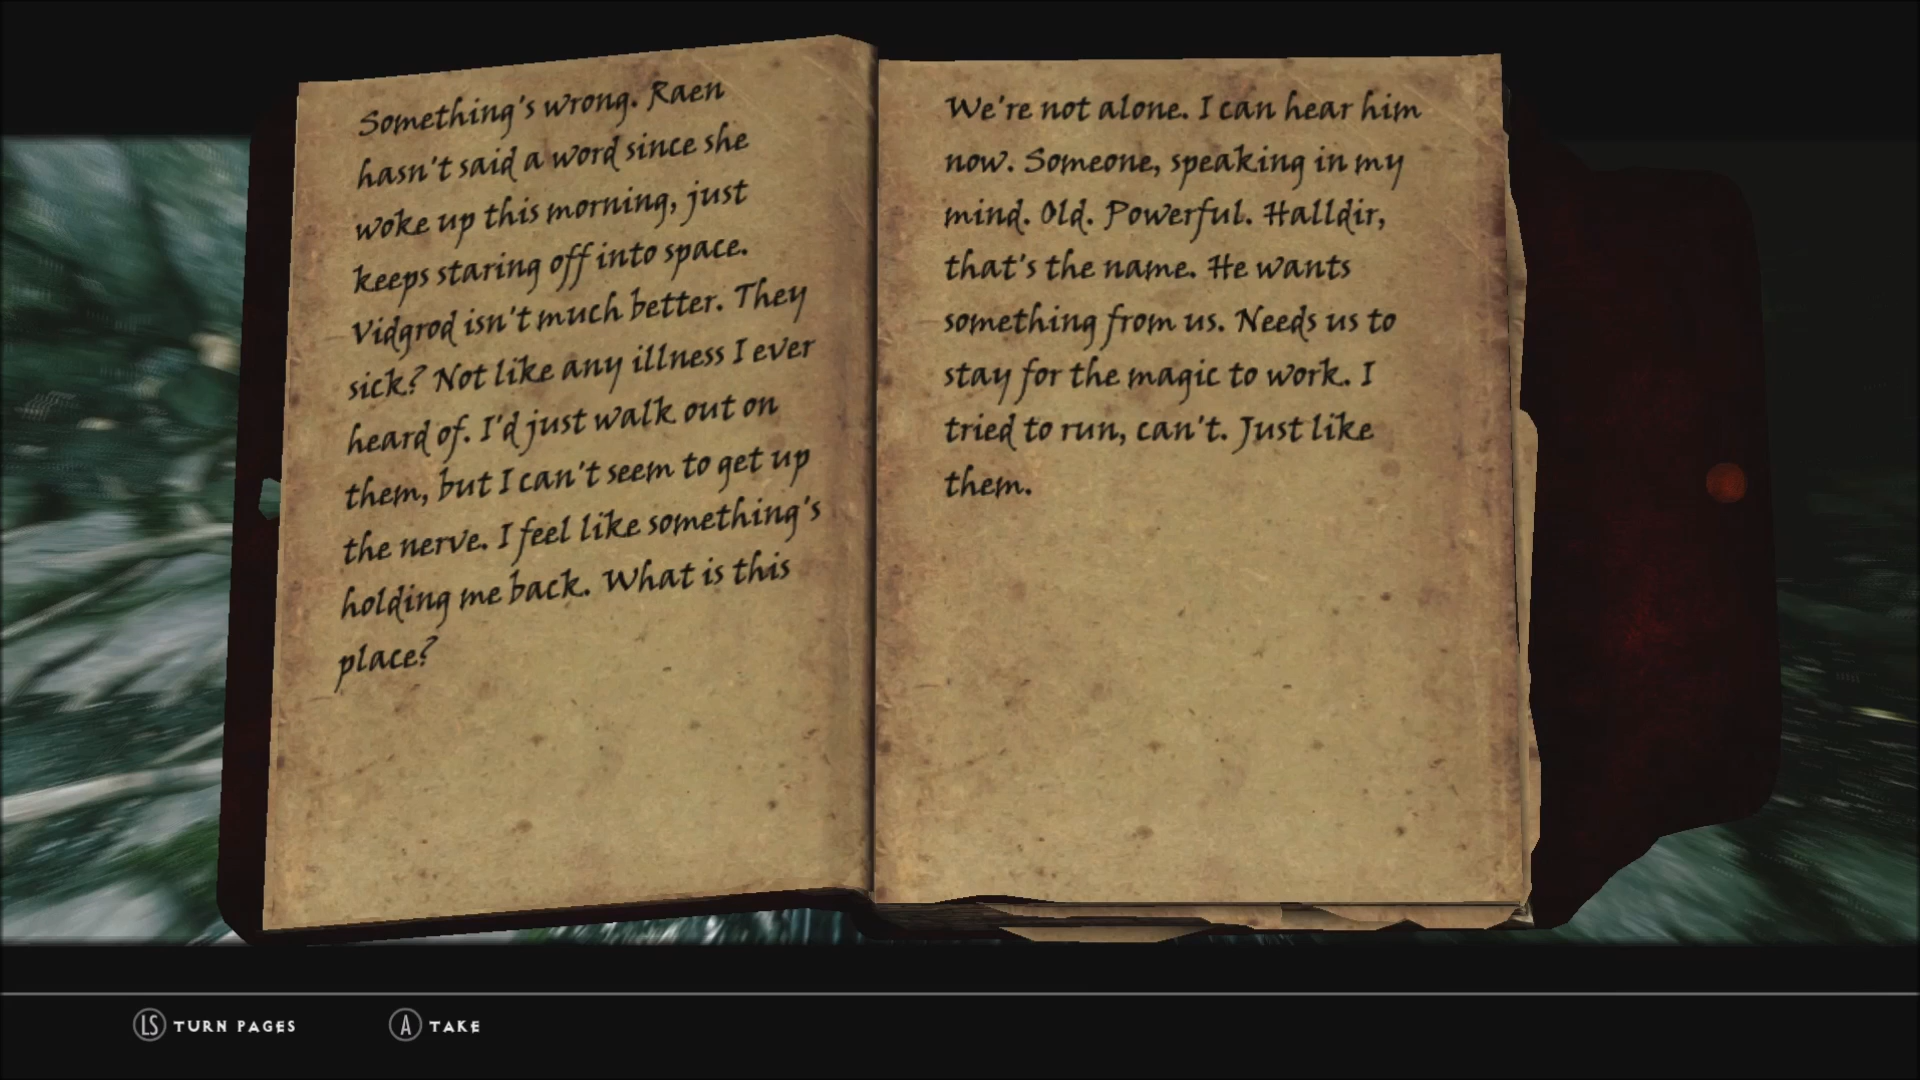 Something's wrong. Raen
hasn't said a word since she
woke up this morning, just
keeps staring off into space.
Vidgrod isn't much better. They
sick? Not like any illness I ever
heard of. I'd just walk out on
them, but I can't seem to get up
the nerve. I feel like something's
holding me back. What is this
place?
We're not alone. I can hear him
now. Someone, speaking in my
mind. Old. Powerful. Halldir,
that's the name. He wants
something from us. Needs us to
stay for the magic to work. I
tried to run, can't. Just like
them.
LS TURN PAGES
A TAKE